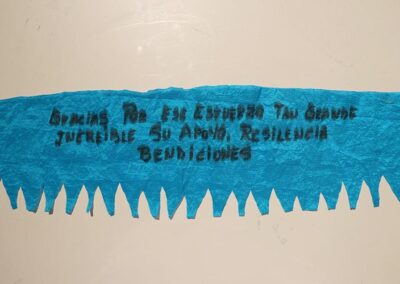 GRACIAS POR ESE ESFUERZO TAN GRANDE
INCREIBLE SU APOYO, RESILENCIA
BENDICIONES